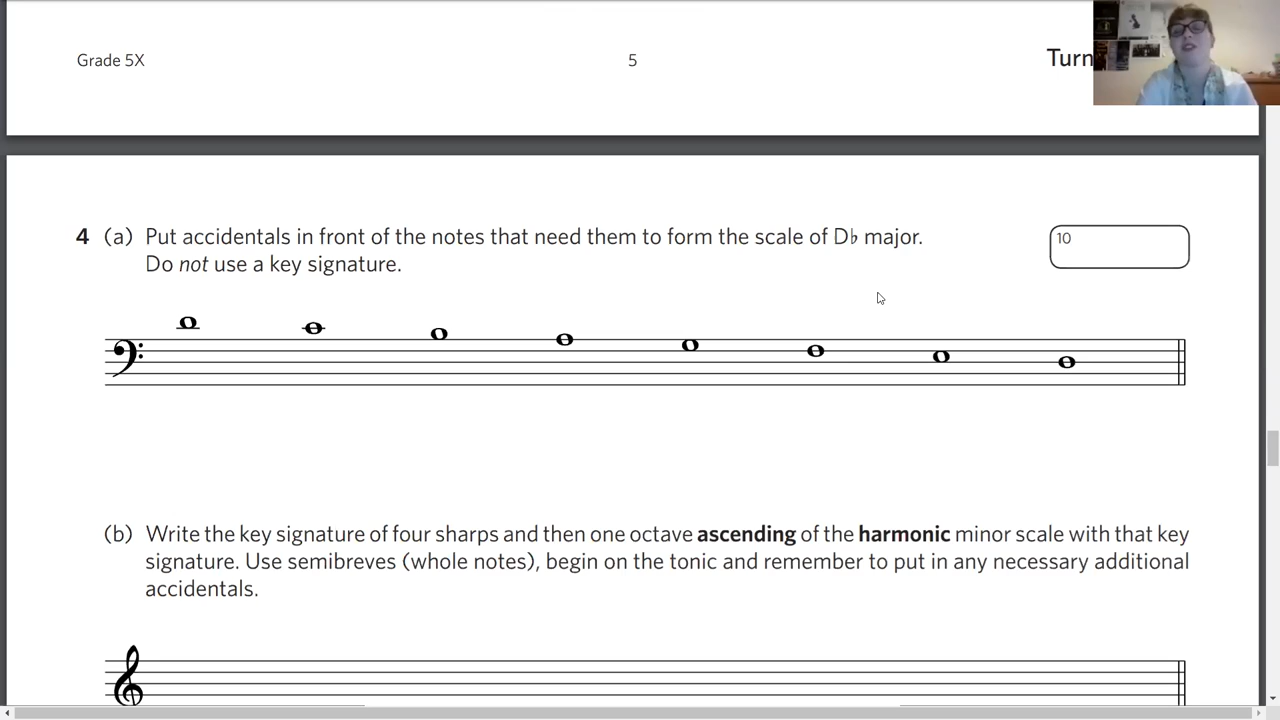 Grade 5X
5
Turn
4 (a) Put accidentals in front of the notes that need them to form the scale of D♭ major.
Do not use a key signature.
10
(b) Write the key signature of four sharps and then one octave ascending of the harmonic minor scale with that key
signature. Use semibreves (whole notes), begin on the tonic and remember to put in any necessary additional
accidentals.